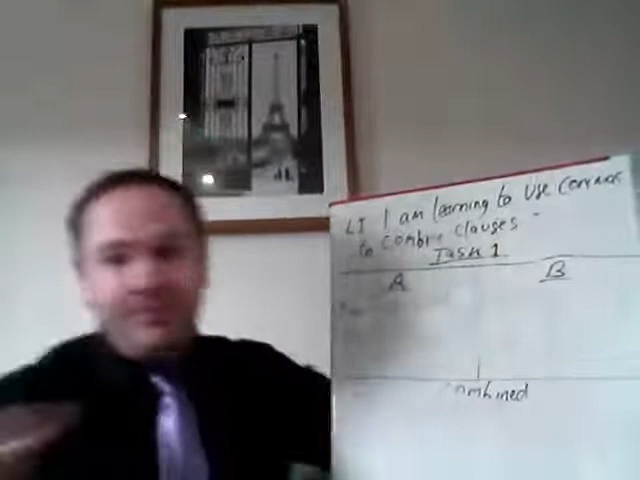 LI I am learning to use commas
to combine clauses -
Task 1
A B
combined